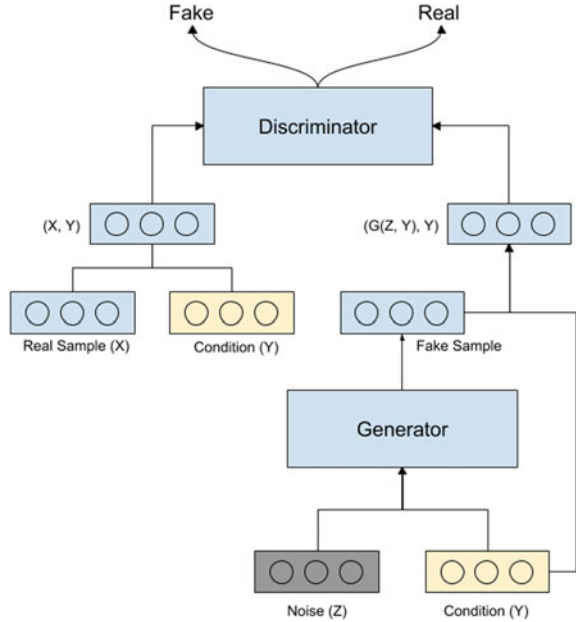 Fake
Real
Discriminator
(X, Y)
(G(Z, Y), Y)
Real Sample (X)
Condition (Y)
Fake Sample
Generator
Noise (Z)
Condition (Y)